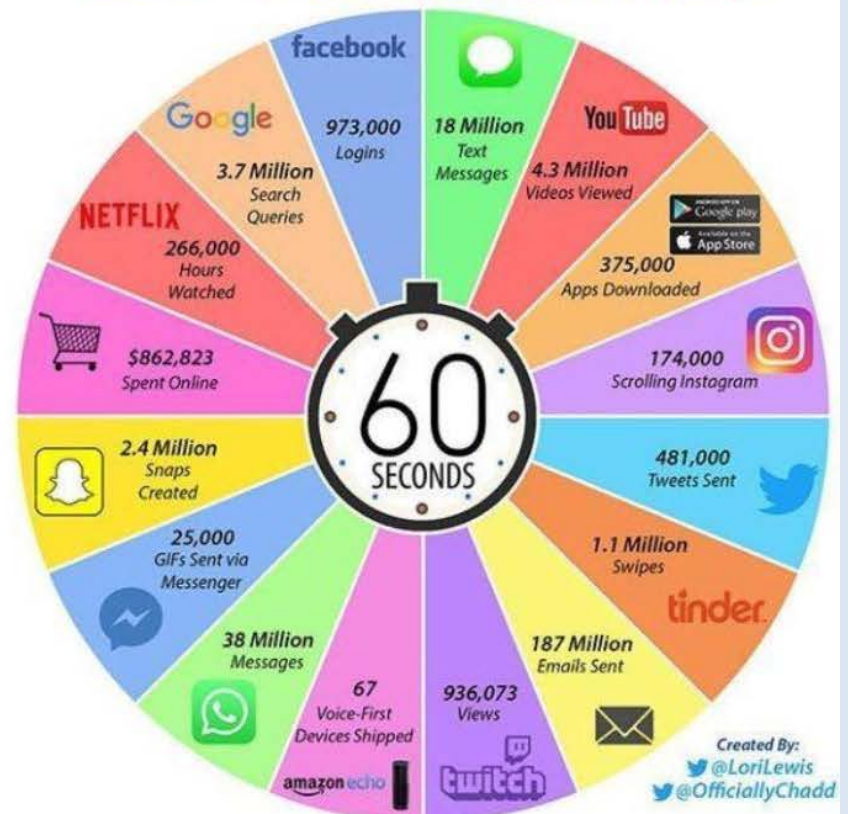 facebook
973,000
Logins
18 Million
Text
Messages
YouTube
4.3 Million
Videos Viewed
Google play
Available on the
App Store
375,000
Apps Downloaded
174,000
Scrolling Instagram
481,000
Tweets Sent
1.1 Million
Swipes
tinder
187 Million
Emails Sent
936,073
Views
twitch
67
Voice-First
Devices Shipped
amazon echo
38 Million
Messages
25,000
GIFs Sent via
Messenger
2.4 Million
Snaps
Created
$862,823
Spent Online
NETFLIX
266,000
Hours
Watched
Google
3.7 Million
Search
Queries
60
SECONDS
Created By:
@LoriLewis
@OfficiallyChadd